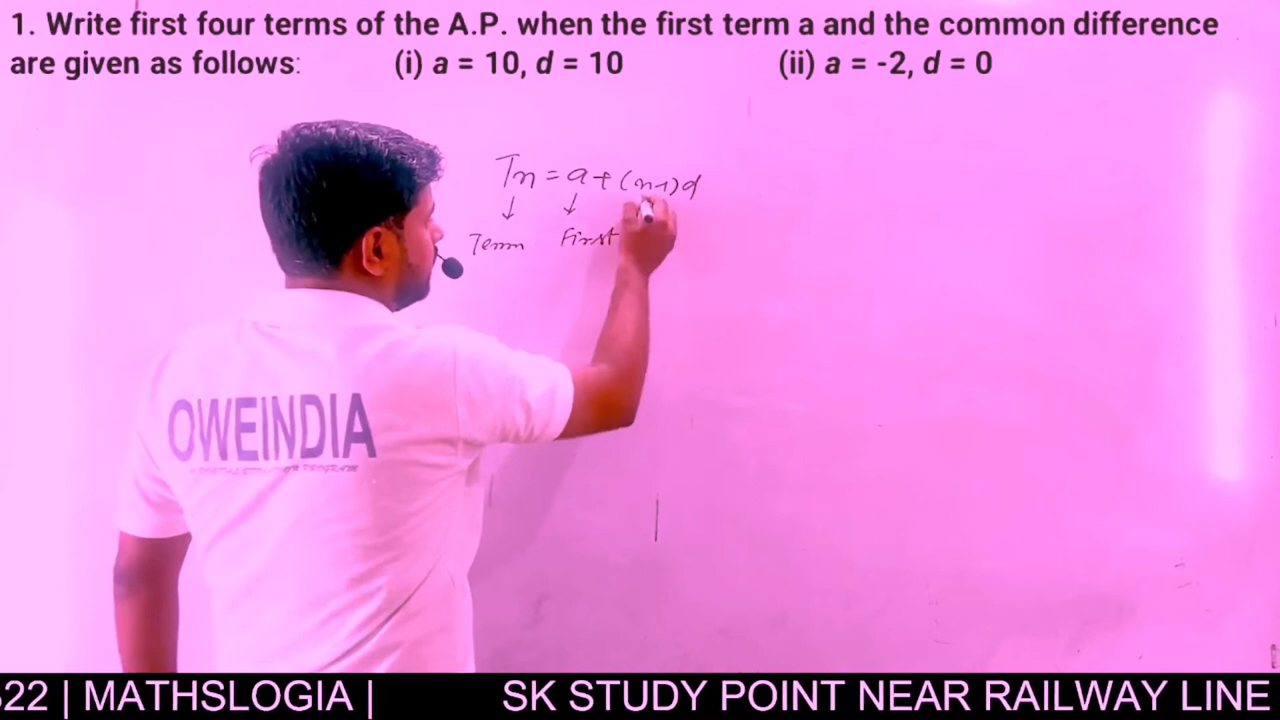 1. Write first four terms of the A.P. when the first term a and the common difference
are given as follows: (i) a = 10, d = 10 (ii) a = -2, d = 0
Tn = a + (n-1)d
↓ ↓
Term First
OWEINDIA
322 | MATHSLOGIA | SK STUDY POINT NEAR RAILWAY LINE